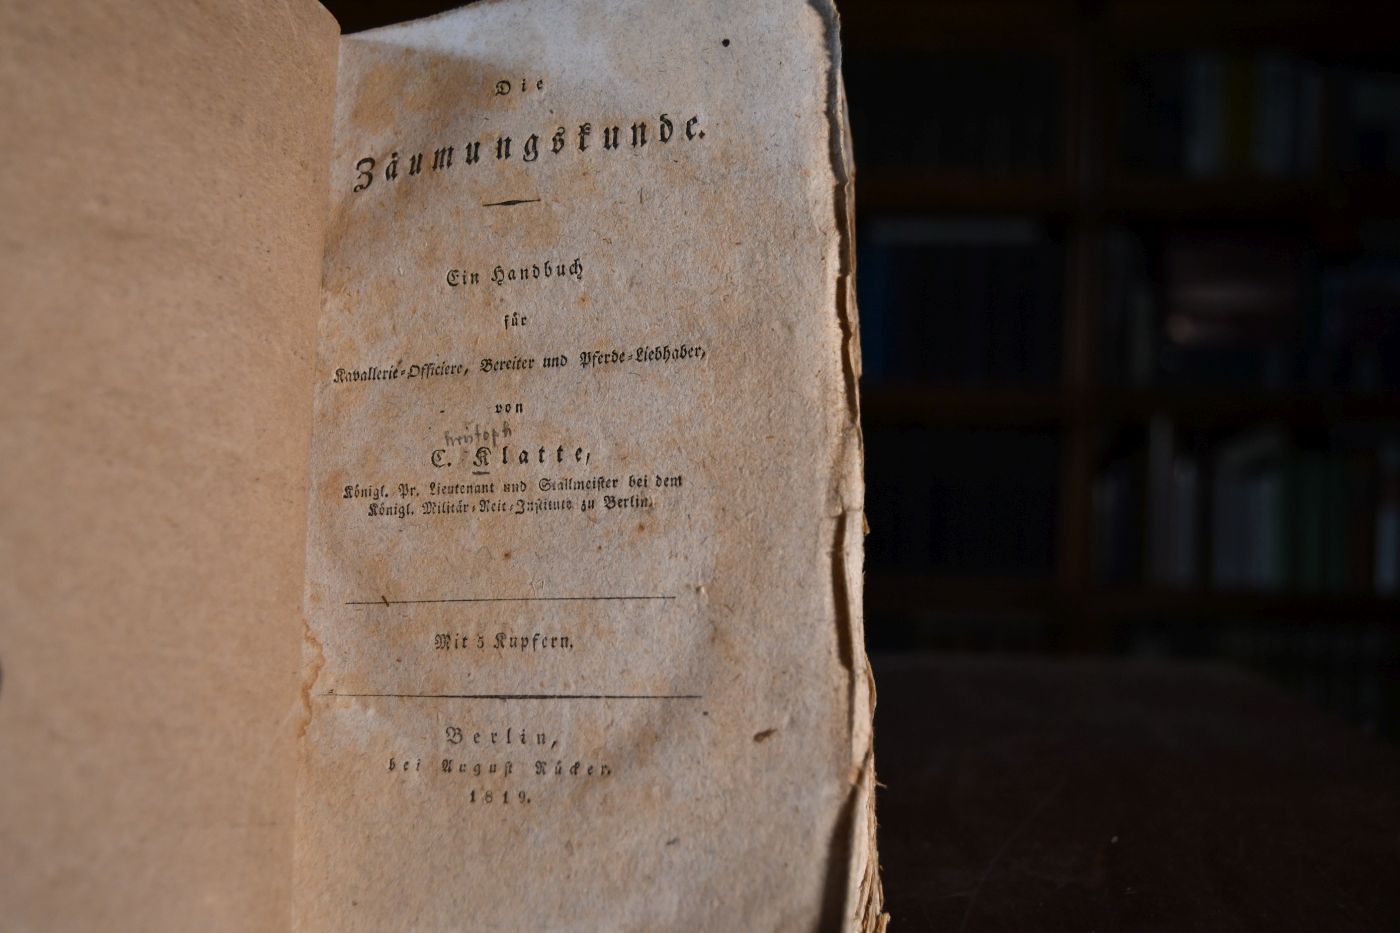 Die
Zäumungskunde.
Ein Handbuch
für
Kavallerie-Officiere, Bereiter und Pferde-Liebhaber,
von
hristoph
C. Klatte,
Königl. Pr. Lieutenant und Stallmeister bei dem
Königl. Militär-Reit-Institute zu Berlin.
Mit 5 Kupfern.
Berlin,
bei August Rücker.
1819.